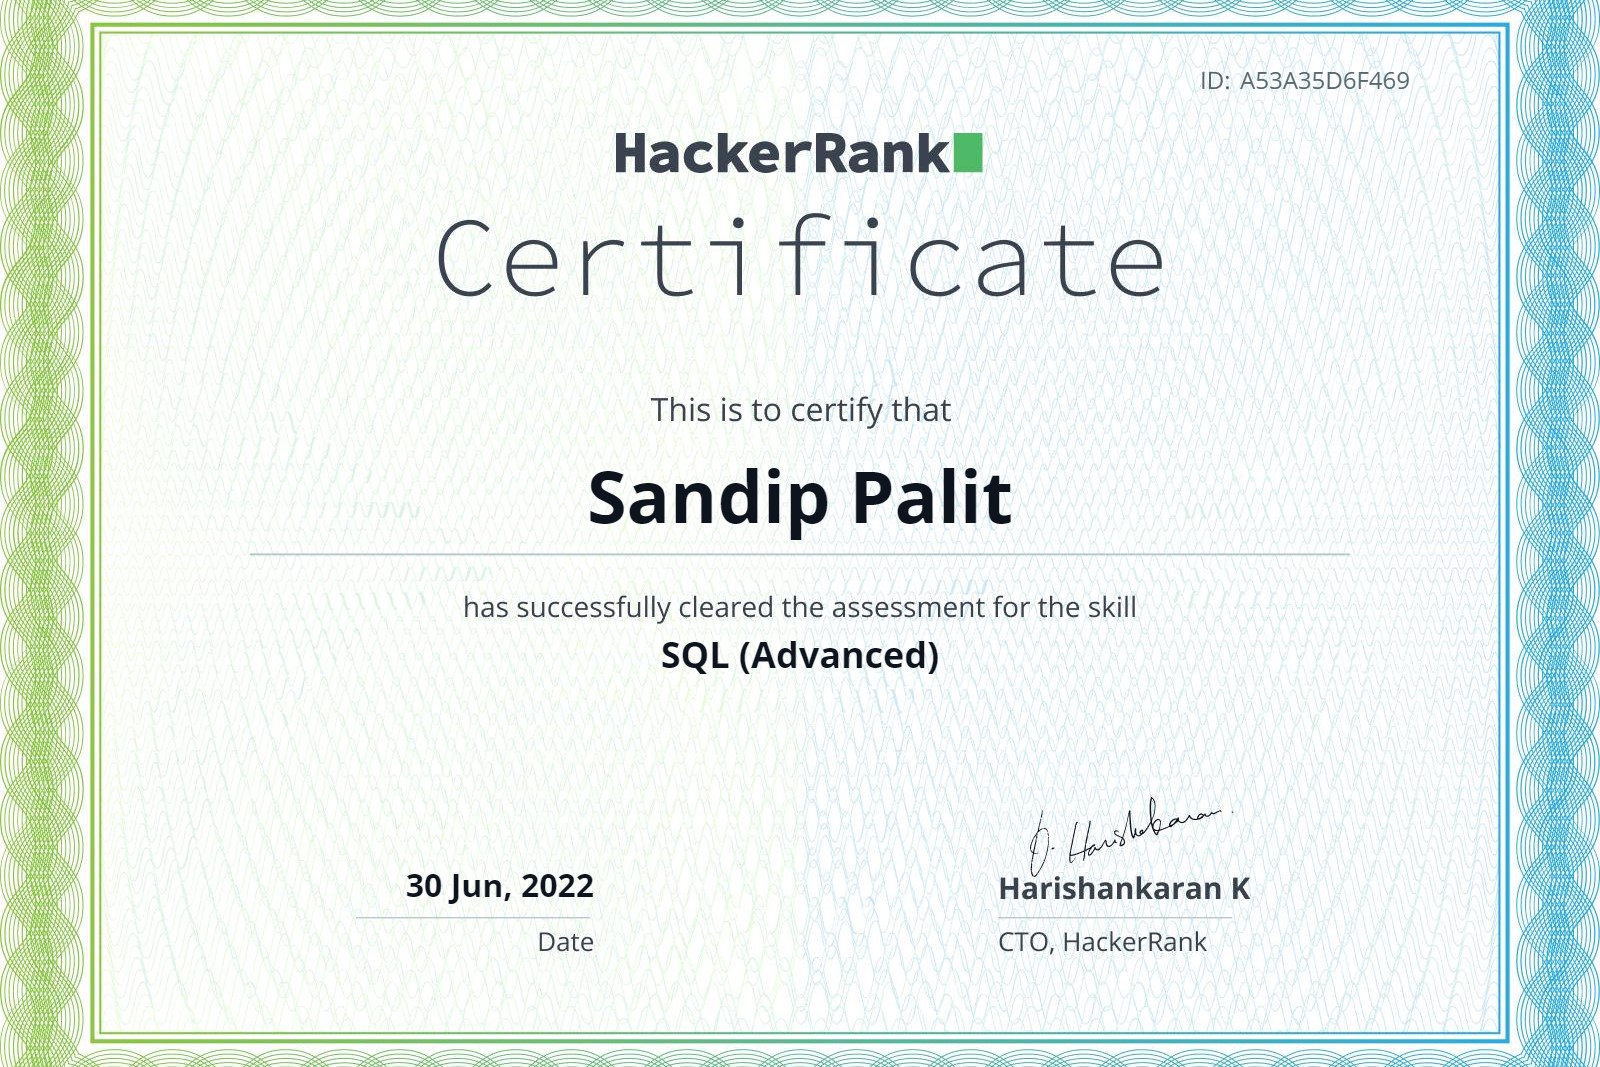 ID: A53A35D6F469
HackerRank
Certificate
This is to certify that
Sandip Palit
has successfully cleared the assessment for the skill
SQL (Advanced)
30 Jun, 2022
Date
Harishankaran K
CTO, HackerRank